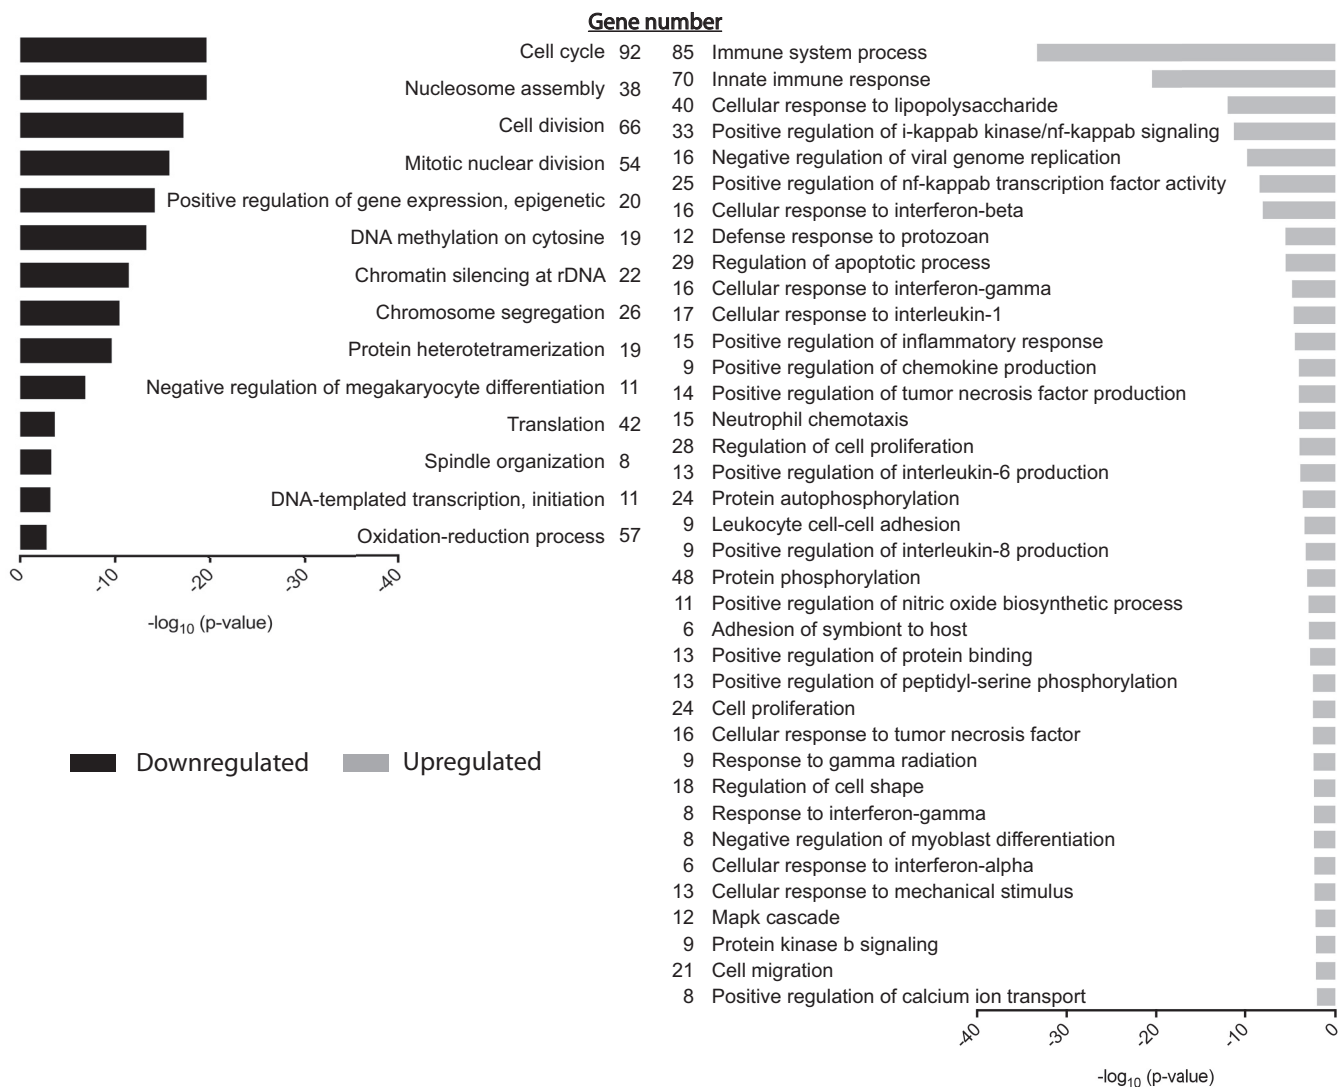 Gene number
Cell cycle 92
Nucleosome assembly 38
Cell division 66
Mitotic nuclear division 54
Positive regulation of gene expression, epigenetic 20
DNA methylation on cytosine 19
Chromatin silencing at rDNA 22
Chromosome segregation 26
Protein heterotetramerization 19
Negative regulation of megakaryocyte differentiation 11
Translation 42
Spindle organization 8
DNA-templated transcription, initiation 11
Oxidation-reduction process 57
0 -10 -20 -30 -40
-log10 (p-value)
Downregulated Upregulated
85 Immune system process
70 Innate immune response
40 Cellular response to lipopolysaccharide
33 Positive regulation of i-kappab kinase/nf-kappab signaling
16 Negative regulation of viral genome replication
25 Positive regulation of nf-kappab transcription factor activity
16 Cellular response to interferon-beta
12 Defense response to protozoan
29 Regulation of apoptotic process
16 Cellular response to interferon-gamma
17 Cellular response to interleukin-1
15 Positive regulation of inflammatory response
9 Positive regulation of chemokine production
14 Positive regulation of tumor necrosis factor production
15 Neutrophil chemotaxis
28 Regulation of cell proliferation
13 Positive regulation of interleukin-6 production
24 Protein autophosphorylation
9 Leukocyte cell-cell adhesion
9 Positive regulation of interleukin-8 production
48 Protein phosphorylation
11 Positive regulation of nitric oxide biosynthetic process
6 Adhesion of symbiont to host
13 Positive regulation of protein binding
13 Positive regulation of peptidyl-serine phosphorylation
24 Cell proliferation
16 Cellular response to tumor necrosis factor
9 Response to gamma radiation
18 Regulation of cell shape
8 Response to interferon-gamma
8 Negative regulation of myoblast differentiation
6 Cellular response to interferon-alpha
13 Cellular response to mechanical stimulus
12 Mapk cascade
9 Protein kinase b signaling
21 Cell migration
8 Positive regulation of calcium ion transport
-40 -30 -20 -10 0
-log10 (p-value)